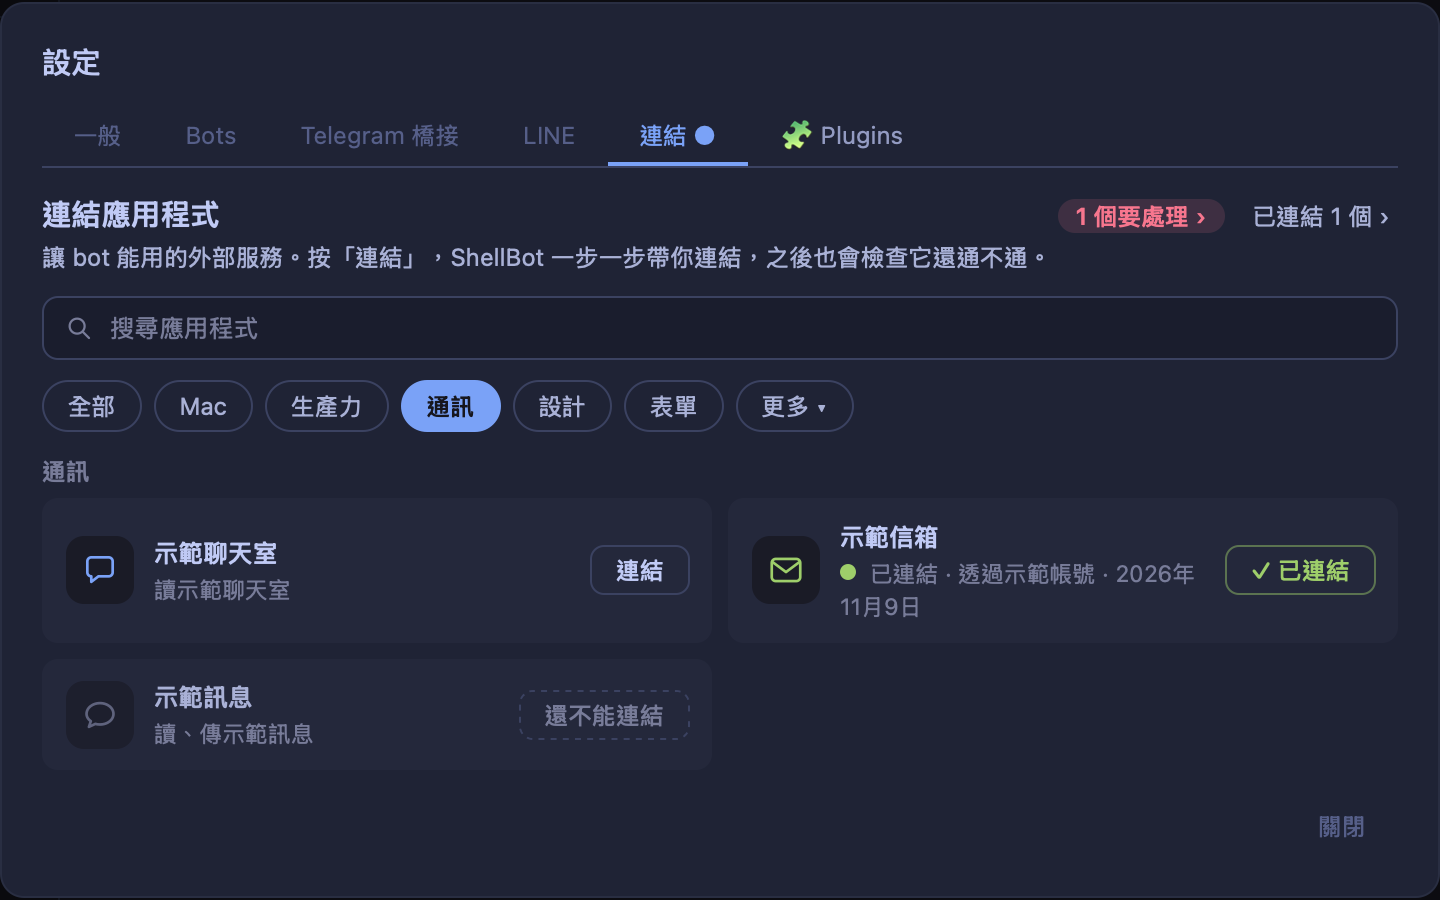 設定
一般 Bots Telegram 橋接 LINE 連結 Plugins
連結應用程式
1 個要處理 › 已連結 1 個 ›
讓 bot 能用的外部服務。按「連結」，ShellBot 一步一步帶你連結，之後也會檢查它還通不通。
搜尋應用程式
全部 Mac 生產力 通訊 設計 表單 更多 ▾
通訊
示範聊天室
讀示範聊天室
連結
示範信箱
已連結 · 透過示範帳號 · 2026年
11月9日
✓ 已連結
示範訊息
讀、傳示範訊息
還不能連結
關閉